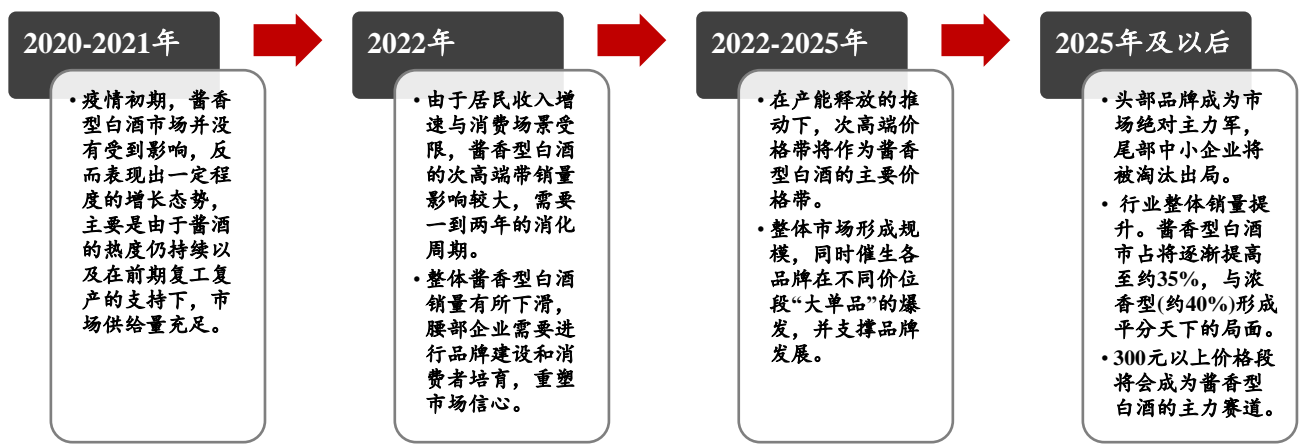 2020-2021年
• 疫情初期，酱香
型白酒市场并没
有受到影响，反
而表现出一定程
度的增长态势，
主要是由于酱酒
的热度仍持续以
及在前期复工复
产的支持下，市
场供给量充足。
2022年
• 由于居民收入增
速与消费场景受
限，酱香型白酒
的次高端带销量
影响较大，需要
一到两年的消化
周期。
• 整体酱香型白酒
销量有所下滑，
腰部企业需要进
行品牌建设和消
费者培育，重塑
市场信心。
2022-2025年
• 在产能释放的推
动下，次高端价
格带将作为酱香
型白酒的主要价
格带。
• 整体市场形成规
模，同时催生各
品牌在不同价位
段“大单品”的爆
发，并支撑品牌
发展。
2025年及以后
• 头部品牌成为市
场绝对主力军，
尾部中小企业将
被淘汰出局。
• 行业整体销量提
升。酱香型白酒
市占将逐渐提高
至约35%，与浓
香型(约40%)形成
平分天下的局面。
• 300元以上价格段
将会成为酱香型
白酒的主力赛道。